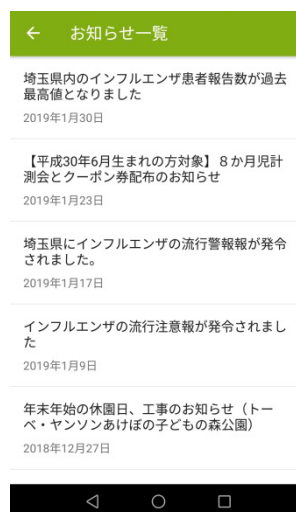 お知らせ一覧
埼玉県内のインフルエンザ患者報告数が過去
最高値となりました
2019年1月30日
【平成30年6月生まれの方対象】８か月児計
測会とクーポン券配布のお知らせ
2019年1月23日
埼玉県にインフルエンザの流行警報報が発令
されました。
2019年1月17日
インフルエンザの流行注意報が発令されまし
た
2019年1月9日
年末年始の休園日、工事のお知らせ（トー
ベ・ヤンソンあけぼの子どもの森公園）
2018年12月27日